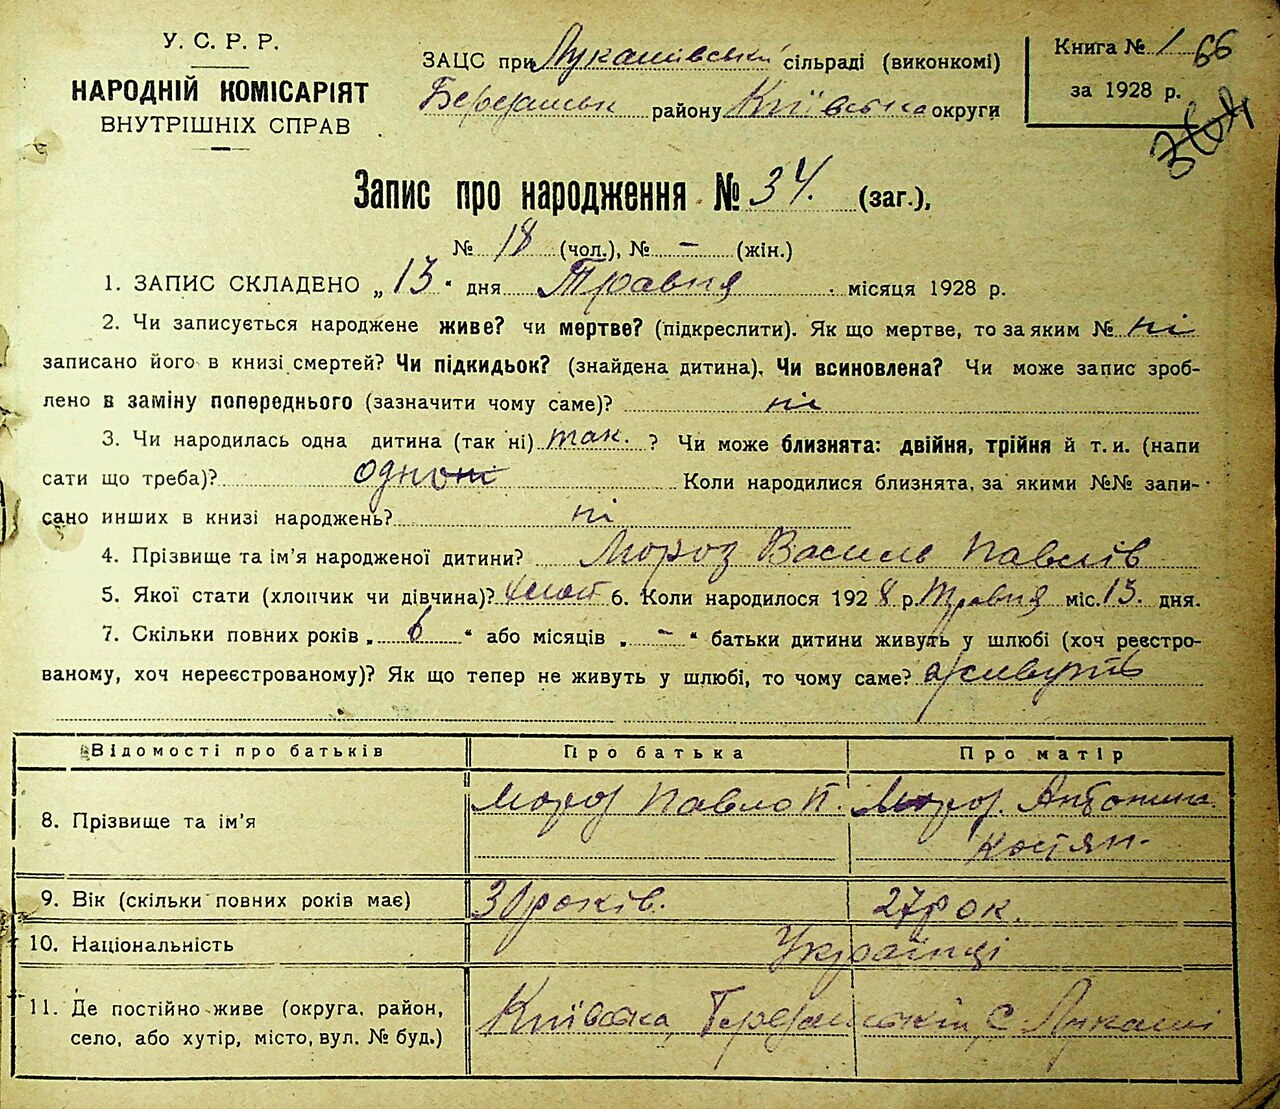 У. С. Р. Р.
НАРОДНІЙ КОМІСАРІЯТ
ВНУТРІШНІХ СПРАВ
ЗАЦС при Лукашівській сільраді (виконкомі)
району Київська округи
Книга № 1 66
за 1928 р.
Запис про народження № 34. (заг.),
№ 18 (чол.), № – (жін.)
1. ЗАПИС СКЛАДЕНО „ 13 “ дня Травня місяця 1928 р.
2. Чи записується народжене живе? чи мертве? (підкреслити). Як що мертве, то за яким № ні
записано його в книзі смертей? Чи підкидьок? (знайдена дитина). Чи всиновлена? Чи може запис зроб-
лено в заміну попереднього (зазначити чому саме)? ні
3. Чи народилась одна дитина (так ні) так. ? Чи може близнята: двійня, трійня й т. и. (напи
сати що треба)? Коли народилися близнята, за якими №№ запи-
сано инших в книзі народжень? ні
4. Прізвище та ім'я народженої дитини? Мороз Василь Павлів
5. Якої стати (хлопчик чи дівчина)? 6. Коли народилося 1928 р. Травня міс. 13. дня.
7. Скільки повних років „ 6 “ або місяців „ – “ батьки дитини живуть у шлюбі (хоч реєстро-
ваному, хоч нереєстрованому)? Як що тепер не живуть у шлюбі, то чому саме? живуть
Відомості про батьків Про батька Про матір
8. Прізвище та ім'я Мороз Павло П. Мороз. Антонина
Костян.
9. Вік (скільки повних років має) 30 років. 27 рок.
10. Національність Українці
11. Де постійно живе (округа, район,
село, або хутір, місто, вул. № буд.) Київська, с. Лукаші